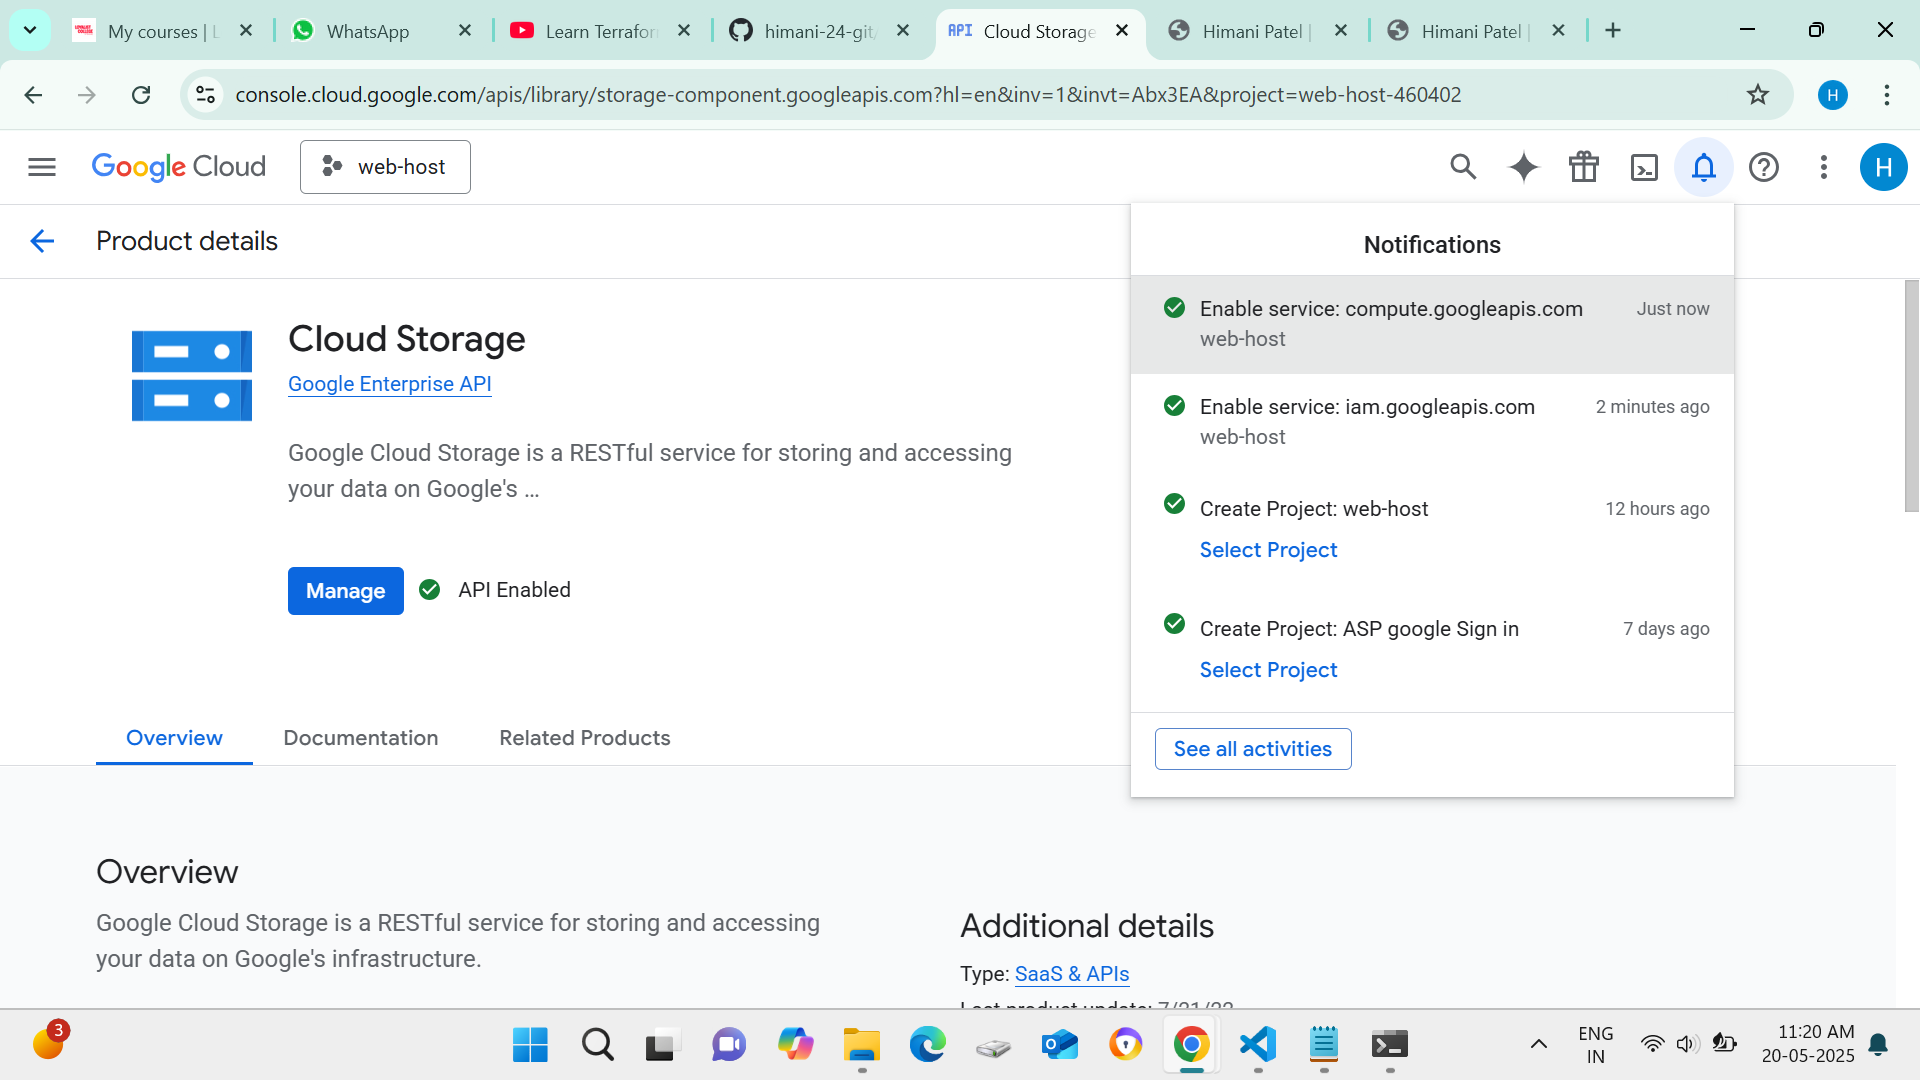 My courses | L
WhatsApp
Learn Terraform
himani-24-git/
API Cloud Storage
Himani Patel |
Himani Patel |
console.cloud.google.com/apis/library/storage-component.googleapis.com?hl=en&inv=1&invt=Abx3EA&project=web-host-460402
H
Google Cloud
web-host
H
Product details
Notifications
Cloud Storage
Google Enterprise API
Google Cloud Storage is a RESTful service for storing and accessing
your data on Google's ...
Manage
API Enabled
Enable service: compute.googleapis.com
Just now
web-host
Enable service: iam.googleapis.com
2 minutes ago
web-host
Create Project: web-host
12 hours ago
Select Project
Create Project: ASP google Sign in
7 days ago
Select Project
See all activities
Overview
Documentation
Related Products
Overview
Google Cloud Storage is a RESTful service for storing and accessing
your data on Google's infrastructure.
Additional details
Type: SaaS & APIs
Last product update: 7/21/22
3
ENG
IN
11:20 AM
20-05-2025